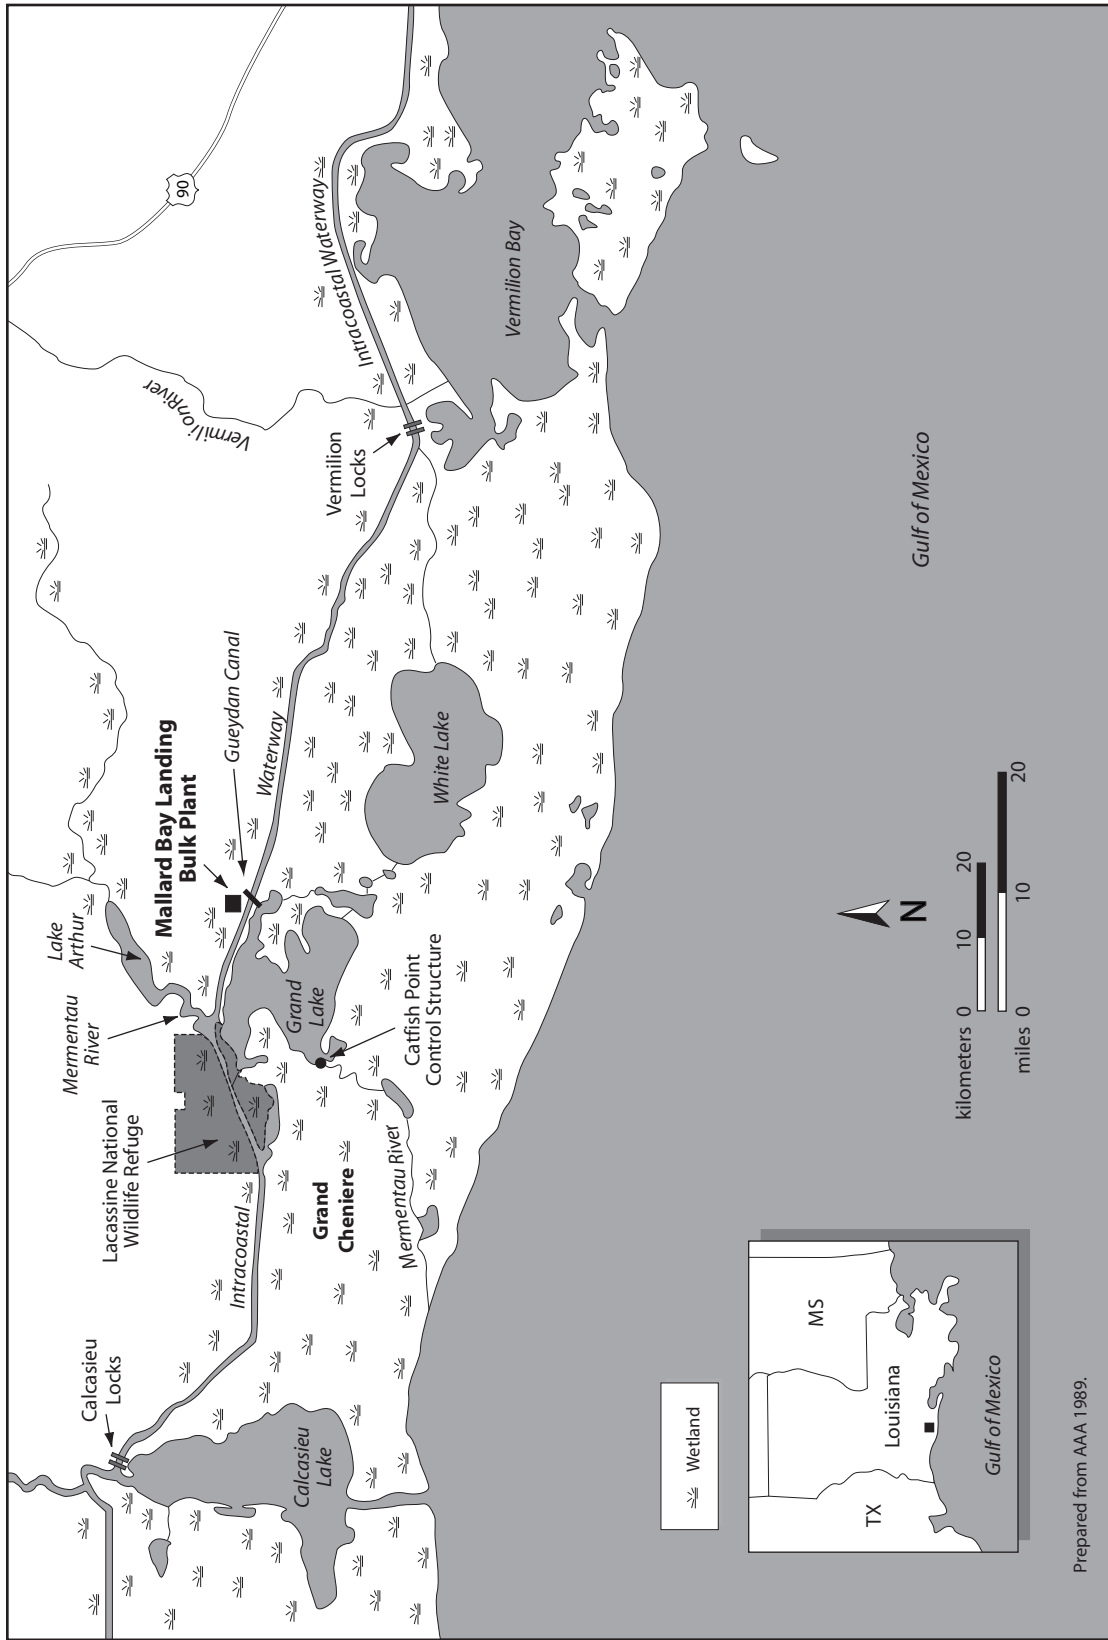 90
Vermilion River
Intracoastal Waterway
Vermilion Bay
Vermilion
Locks
Gulf of Mexico
Gueydan Canal
Mallard Bay Landing
Bulk Plant
Waterway
White Lake
Lake
Arthur
Mermentau
River
Grand
Lake
Catfish Point
Control Structure
Lacassine National
Wildlife Refuge
Grand
Cheniere
Mermentau River
Intracoastal
Calcasieu
Locks
Calcasieu
Lake
N
kilometers 0 10 20
miles 0 10 20
Wetland
MS
Louisiana
TX
Gulf of Mexico
Prepared from AAA 1989.